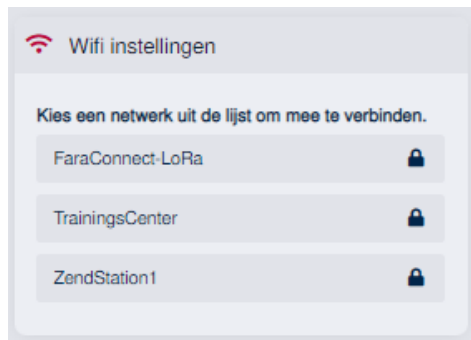 Wifi instellingen
Kies een netwerk uit de lijst om mee te verbinden.
FaraConnect-LoRa
TrainingsCenter
ZendStation1